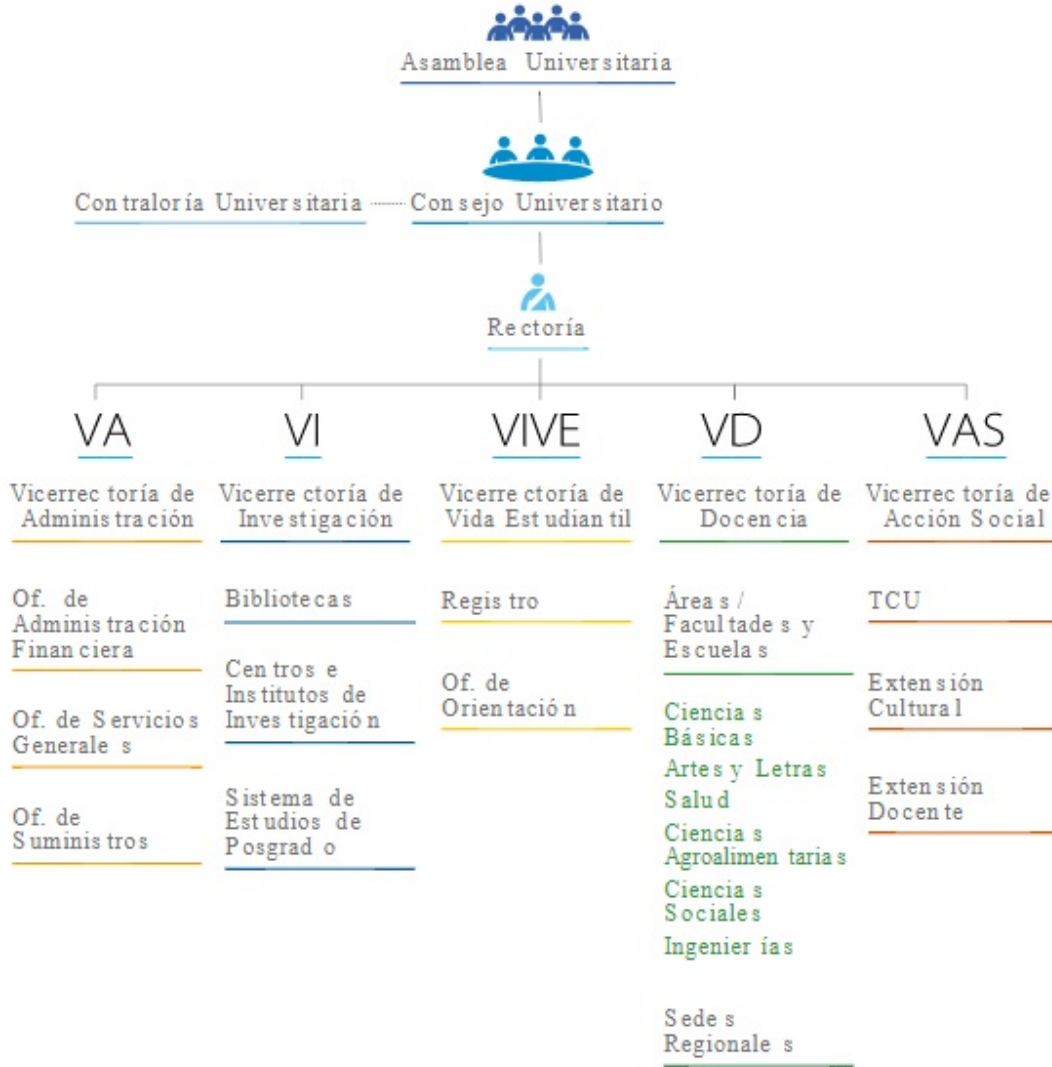 Asamblea Universitaria
Contraloría Universitaria
Consejo Universitario
Rectoría
VA
Vicerrectoría de
Administración
Of. de
Administración
Financiera
Of. de Servicios
Generales
Of. de
Suministros
VI
Vicerrectoría de
Investigación
Bibliotecas
Centros e
Institutos de
Investigación
Sistema de
Estudios de
Posgrado
VIVE
Vicerrectoría de
Vida Estudiantil
Registro
Of. de
Orientación
VD
Vicerrectoría de
Docencia
Áreas /
Facultades y
Escuelas
Ciencias
Básicas
Artes y Letras
Salud
Ciencias
Agroalimentarias
Ciencias
Sociales
Ingenierías
Sedes
Regionales
VAS
Vicerrectoría de
Acción Social
TCU
Extensión
Cultural
Extensión
Docente